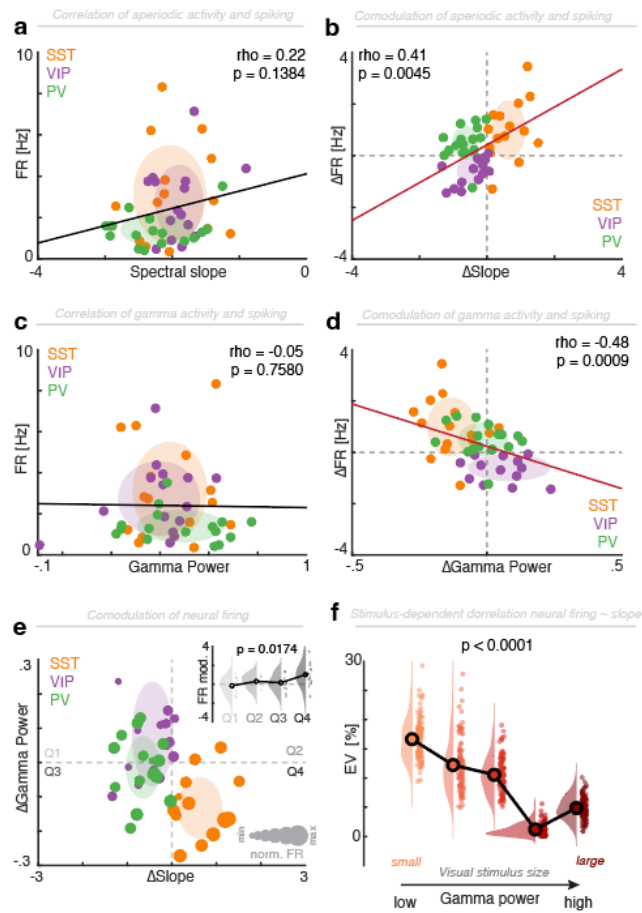 a
Correlation of aperiodic activity and spiking
10
SST
VIP
PV
rho = 0.22
p = 0.1384
FR [Hz]
0
-4
Spectral slope
0
b
Comodulation of aperiodic activity and spiking
4
rho = 0.41
p = 0.0045
ΔFR [Hz]
SST
VIP
PV
-4
-4
ΔSlope
4
c
Correlation of gamma activity and spiking
10
SST
VIP
PV
rho = -0.05
p = 0.7580
FR [Hz]
0
-.1
Gamma Power
1
d
Comodulation of gamma activity and spiking
4
rho = -0.48
p = 0.0009
ΔFR [Hz]
SST
VIP
PV
-4
-.5
ΔGamma Power
.5
e
Comodulation of neural firing
.3
SST
VIP
PV
4
p = 0.0174
FR mod.
-4
Q1 Q2 Q3 Q4
ΔGamma Power
Q1
Q2
Q3
Q4
min
max
norm. FR
-.3
-3
ΔSlope
3
f
Stimulus-dependent dorrelation neural firing ~ slope
p < 0.0001
30
EV [%]
0
small
large
Visual stimulus size
low
Gamma power
high